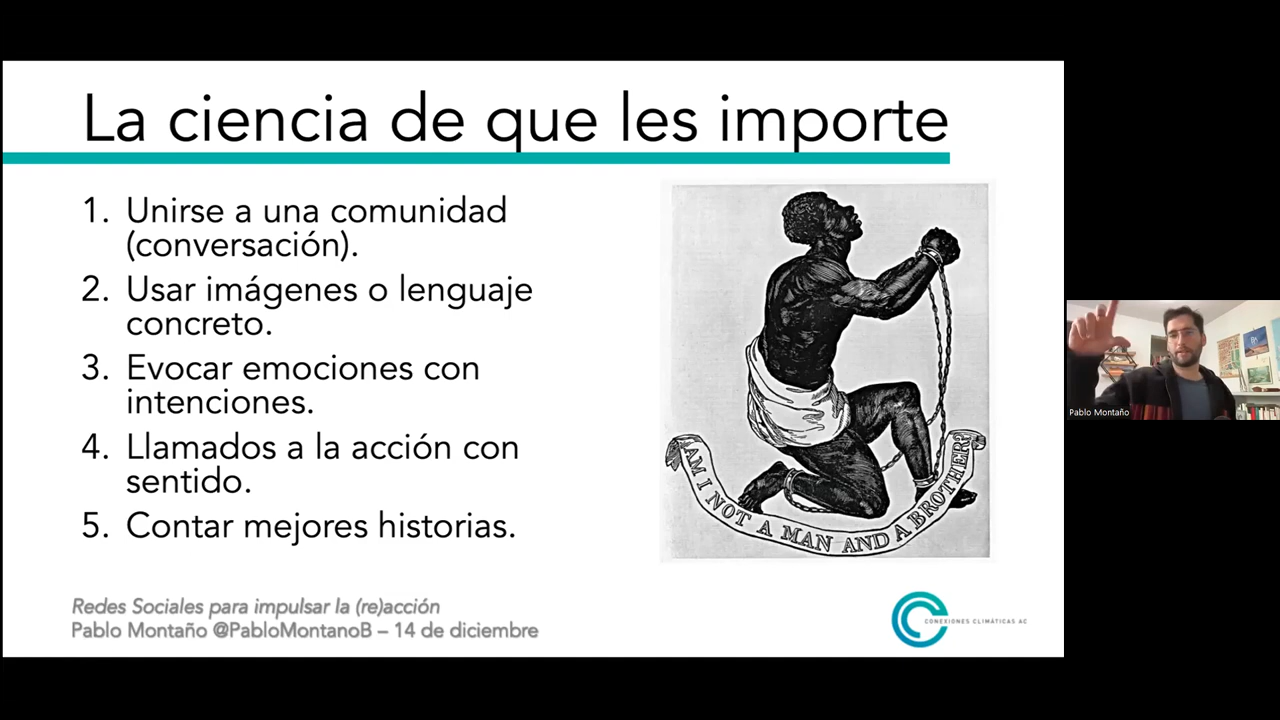 La ciencia de que les importe
1. Unirse a una comunidad
(conversación).
2. Usar imágenes o lenguaje
concreto.
3. Evocar emociones con
intenciones.
4. Llamados a la acción con
sentido.
5. Contar mejores historias.
AM I NOT A MAN AND A BROTHER?
Redes Sociales para impulsar la (re)acción
Pablo Montaño @PabloMontanoB – 14 de diciembre
CONEXIONES CLIMÁTICAS AC
Pablo Montaño